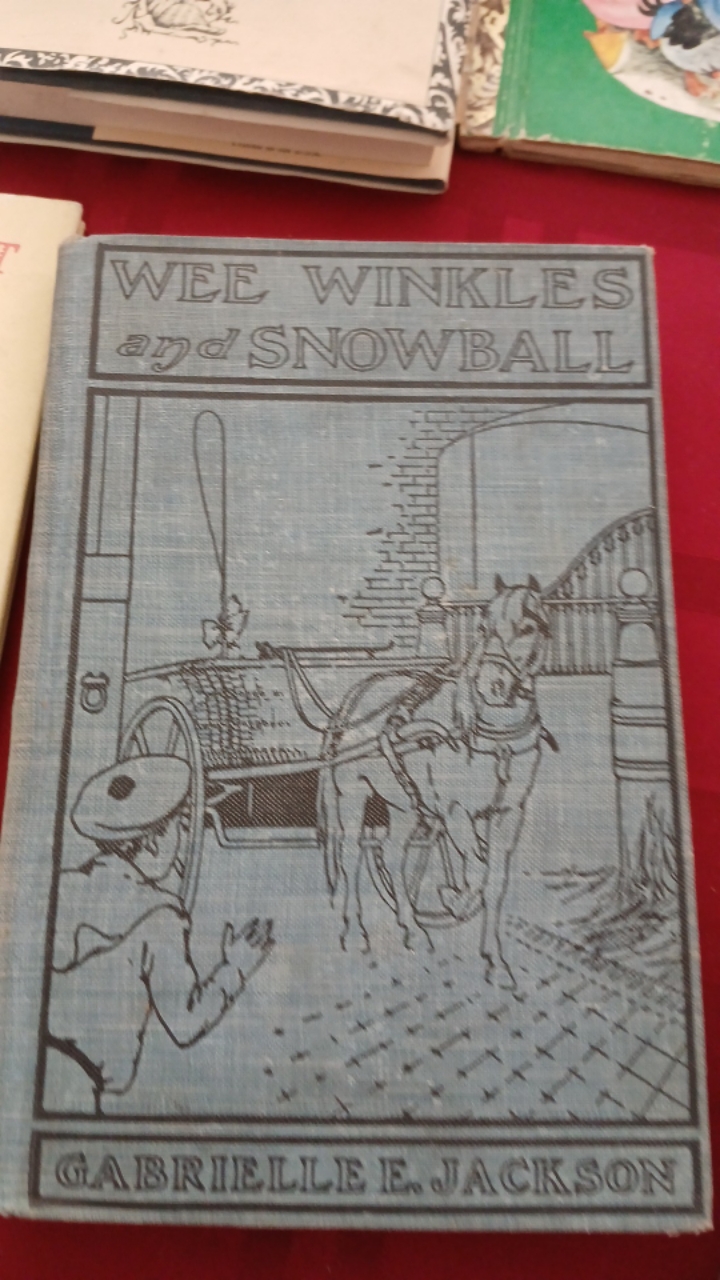 T
WEE WINKLES
and SNOWBALL
GABRIELLE E. JACKSON